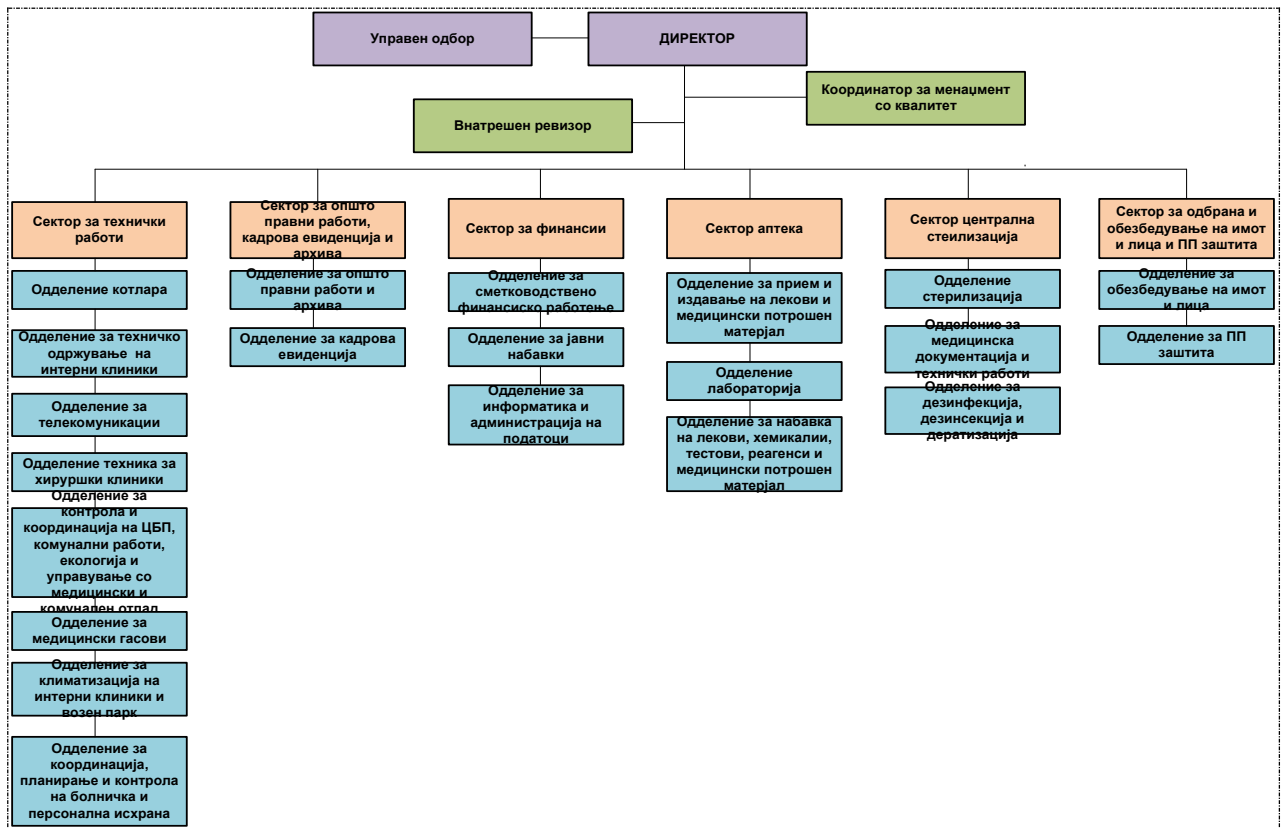 Управен одбор
ДИРЕКТОР
Координатор за менаџмент
со квалитет
Внатрешен ревизор
Сектор за технички
работи
Одделение котлара
Одделение за техничко
одржување на
интерни клиники
Одделение за
телекомуникации
Одделение техника за
хируршки клиники
Одделение за
контрола и
координација на ЦБП,
комунални работи,
екологија и
управување со
медицински и
комунален отпад
Одделение за
медицински гасови
Одделение за
климатизација на
интерни клиники и
возен парк
Одделение за
координација,
планирање и контрола
на болничка и
персонална исхрана
Сектор за општо
правни работи,
кадрова евиденција и
архива
Одделение за општо
правни работи и
архива
Одделение за кадрова
евиденција
Сектор за финансии
Одделение за
сметководствено
финансиско работење
Одделение за јавни
набавки
Одделение за
информатика и
администрација на
податоци
Сектор аптека
Одделение за прием и
издавање на лекови и
медицински потрошен
матерјал
Одделение
лабораторија
Одделение за набавка
на лекови, хемикалии,
тестови, реагенси и
медицински потрошен
матерјал
Сектор централна
стеилизација
Одделение
стерилизација
Одделение за
медицинска
документација и
технички работи
Одделение за
дезинфекција,
дезинсекција и
дератизација
Сектор за одбрана и
обезбедување на имот
и лица и ПП заштита
Одделение за
обезбедување на имот
и лица
Одделение за ПП
заштита